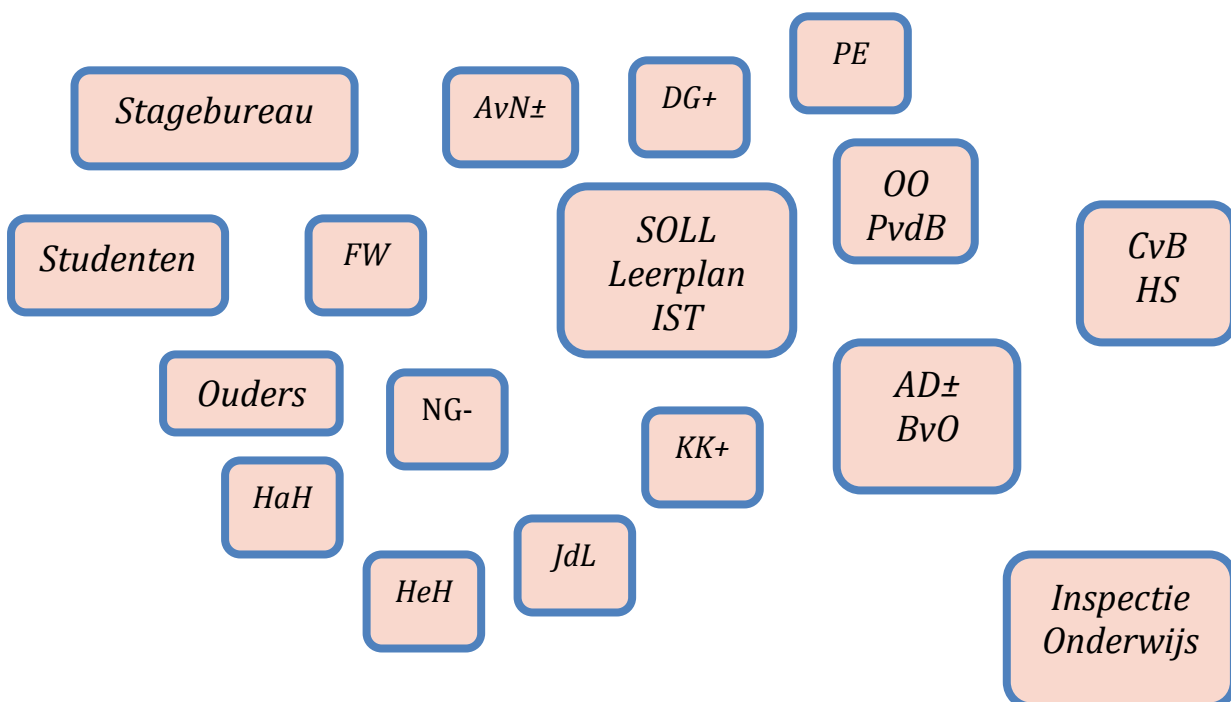 PE
Stagebureau
AvN±
DG+
OO
PvdB
Studenten
FW
SOLL
Leerplan
IST
CvB
HS
Ouders
NG-
KK+
AD±
BvO
HaH
HeH
JdL
Inspectie
Onderwijs